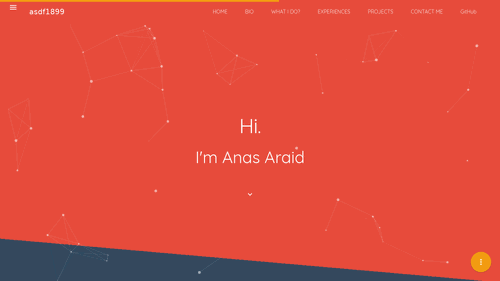 asdf1899
HOME BIO WHAT I DO? EXPERIENCES PROJECTS CONTACT ME GitHub
Hi.
I'm Anas Araid